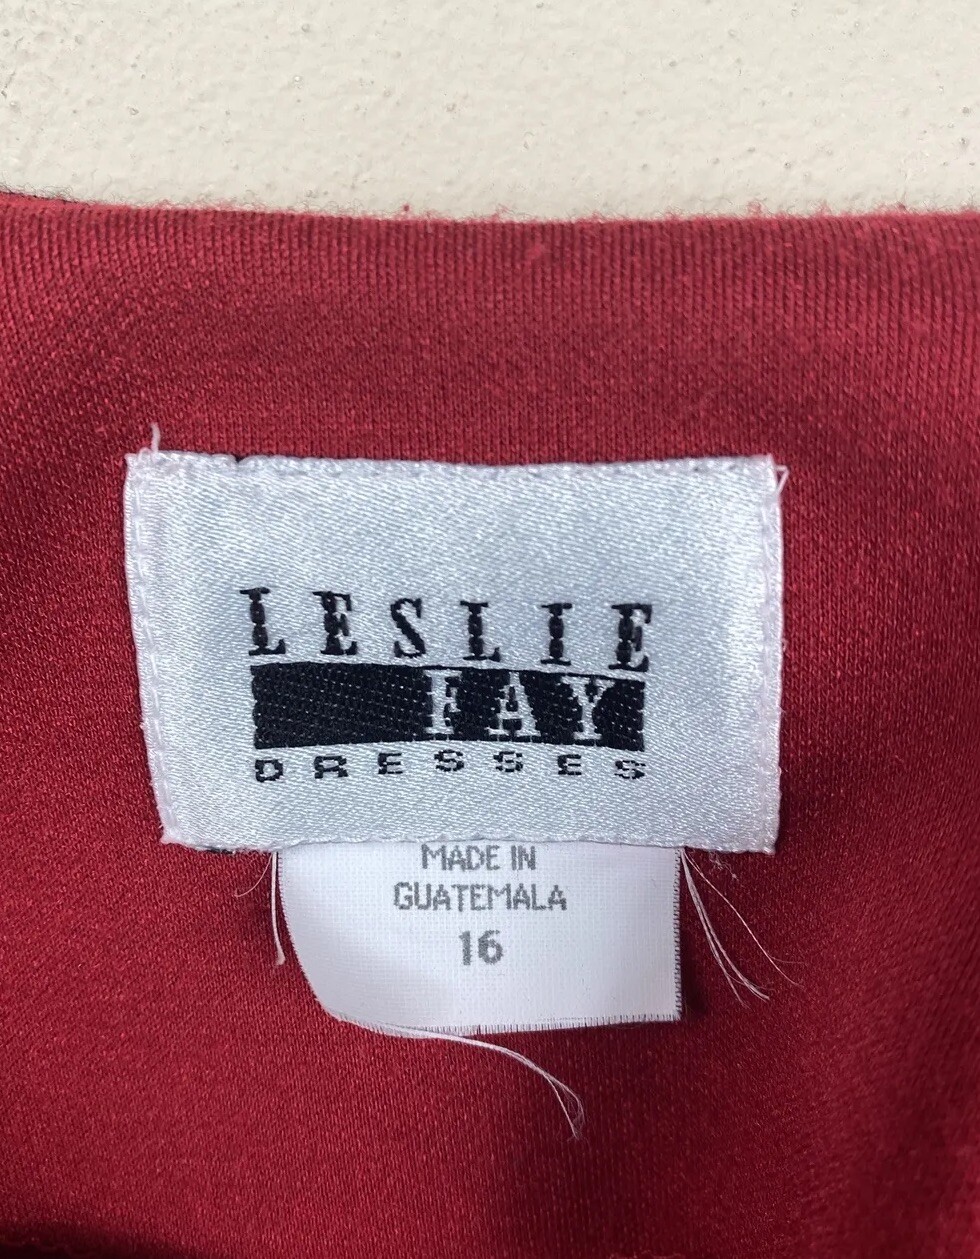 LESLIE
FAY
DRESSES
MADE IN
GUATEMALA
16